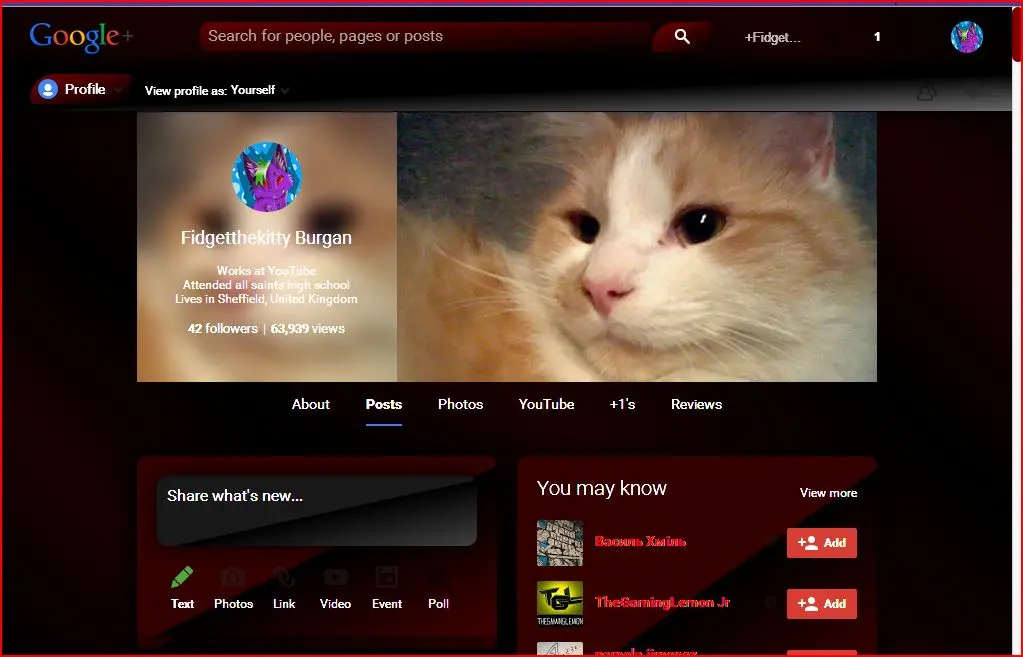 Google+
Search for people, pages or posts
+Fidget...
1
Profile
View profile as: Yourself
Fidgetthekitty Burgan
Works at YouTube
Attended all saints high school
Lives in Sheffield, United Kingdom
42 followers | 63,939 views
About
Posts
Photos
YouTube
+1's
Reviews
Share what's new...
Text
Photos
Link
Video
Event
Poll
You may know
View more
Василь Хміль
Add
TheGamingLemon Jr
Add
TG
THEGAMINGLEMON